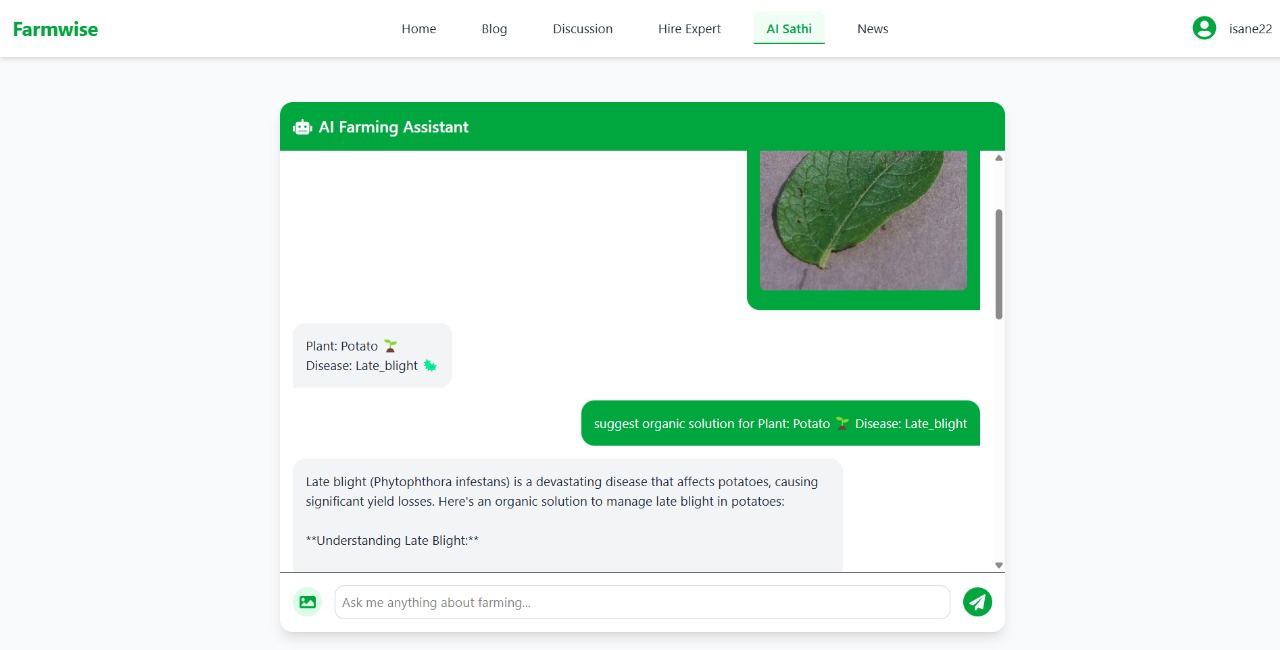 Farmwise
Home Blog Discussion Hire Expert AI Sathi News
isane22
AI Farming Assistant
Plant: Potato 🌱
Disease: Late_blight 🦠
suggest organic solution for Plant: Potato 🌱 Disease: Late_blight
Late blight (Phytophthora infestans) is a devastating disease that affects potatoes, causing
significant yield losses. Here's an organic solution to manage late blight in potatoes:
**Understanding Late Blight:**
Ask me anything about farming...